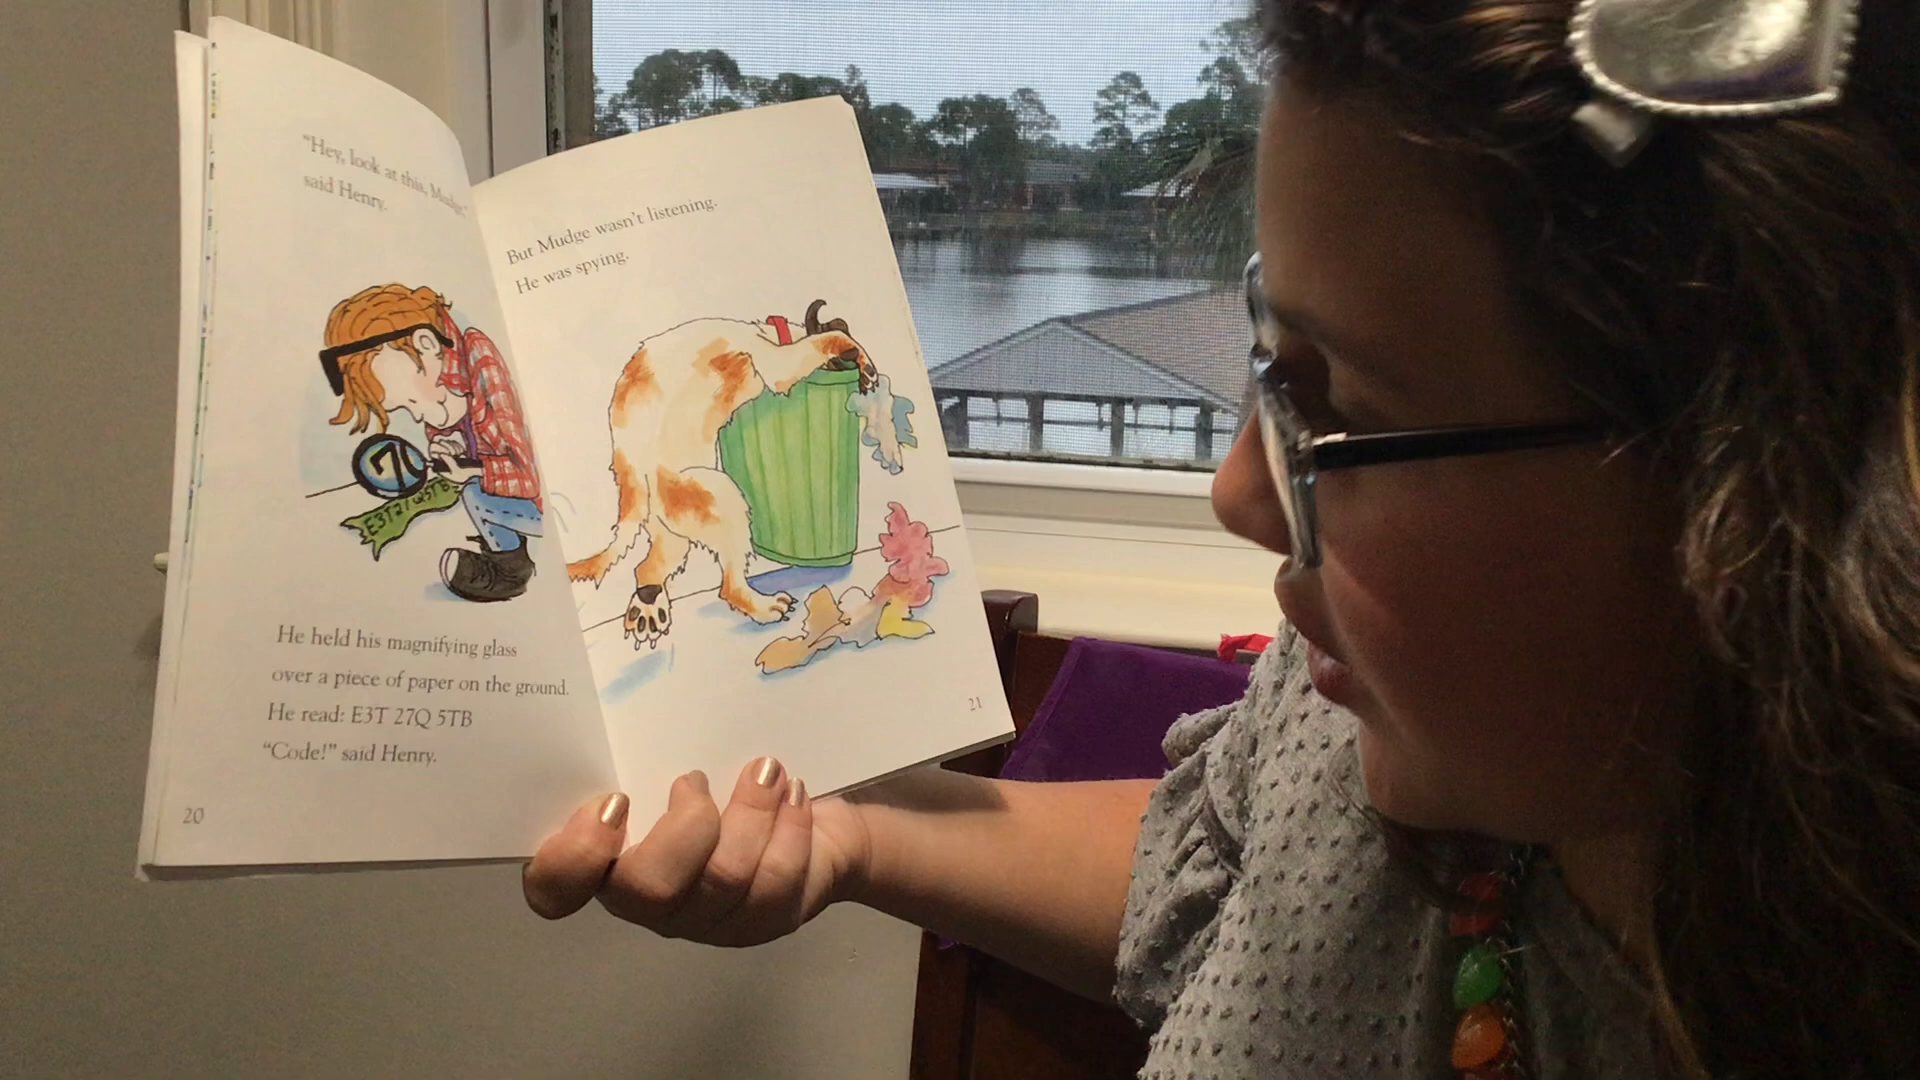 "Hey, look at this, Mudge,"
said Henry.
7
E3T27Q5TB
He held his magnifying glass
over a piece of paper on the ground.
He read: E3T 27Q 5TB
"Code!" said Henry.
20
But Mudge wasn't listening.
He was spying.
21